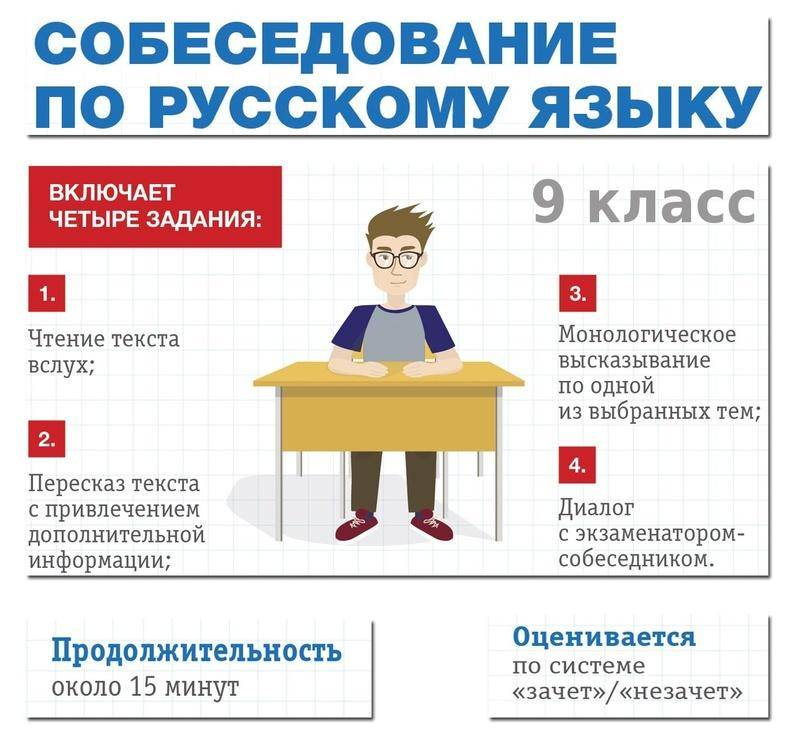 СОБЕСЕДОВАНИЕ
ПО РУССКОМУ ЯЗЫКУ
ВКЛЮЧАЕТ
ЧЕТЫРЕ ЗАДАНИЯ:
9 класс
1.
Чтение текста
вслух;
2.
Пересказ текста
с привлечением
дополнительной
информации;
3.
Монологическое
высказывание
по одной
из выбранных тем;
4.
Диалог
с экзаменатором-
собеседником.
Продолжительность
около 15 минут
Оценивается
по системе
«зачет»/«незачет»